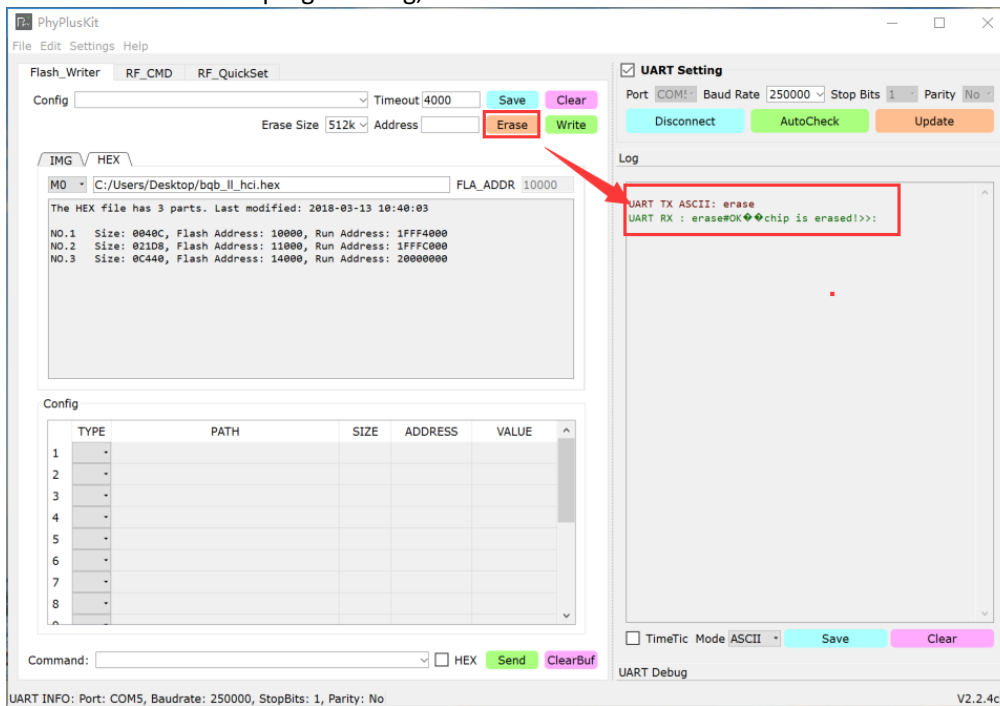 PhyPlusKit
File Edit Settings Help
Flash_Writer RF_CMD RF_QuickSet
Config Timeout 4000 Save Clear
Erase Size 512k Address Erase Write
IMG HEX
M0 C:/Users/Desktop/bqb_ll_hci.hex FLA_ADDR 10000
The HEX file has 3 parts. Last modified: 2018-03-13 10:40:03
NO.1 Size: 0040C, Flash Address: 10000, Run Address: 1FFF4000
NO.2 Size: 021D8, Flash Address: 11000, Run Address: 1FFFC000
NO.3 Size: 0C440, Flash Address: 14000, Run Address: 20000000
Config
TYPE PATH SIZE ADDRESS VALUE
1
2
3
4
5
6
7
8
Command: HEX Send ClearBuf
UART INFO: Port: COM5, Baudrate: 250000, StopBits: 1, Parity: No
UART Setting
Port COM5 Baud Rate 250000 Stop Bits 1 Parity No
Disconnect AutoCheck Update
Log
UART TX ASCII: erase
UART RX : erase#OK��chip is erased!>>:
TimeTic Mode ASCII Save Clear
UART Debug
V2.2.4c